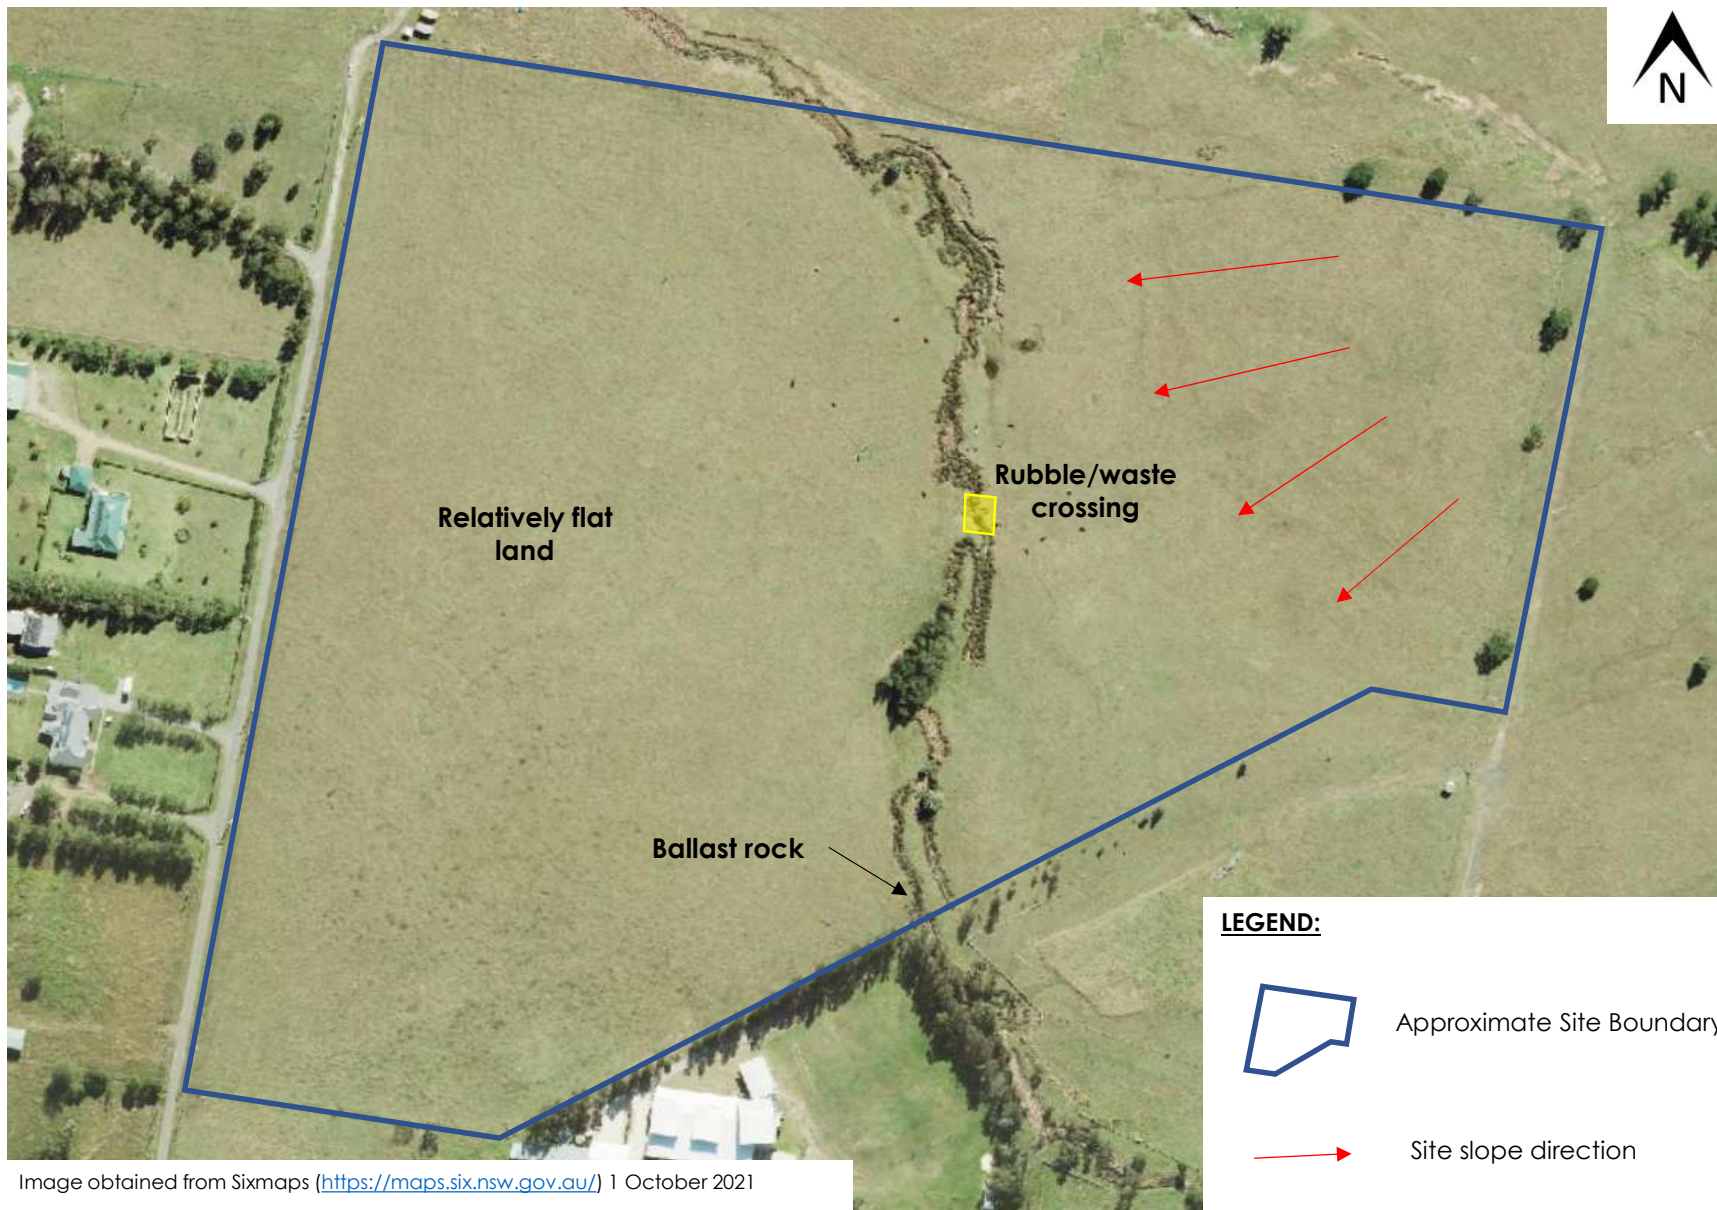 N
Rubble/waste
crossing
Relatively flat
land
Ballast rock
LEGEND:
Approximate Site Boundary
Site slope direction
Image obtained from Sixmaps (https://maps.six.nsw.gov.au/) 1 October 2021